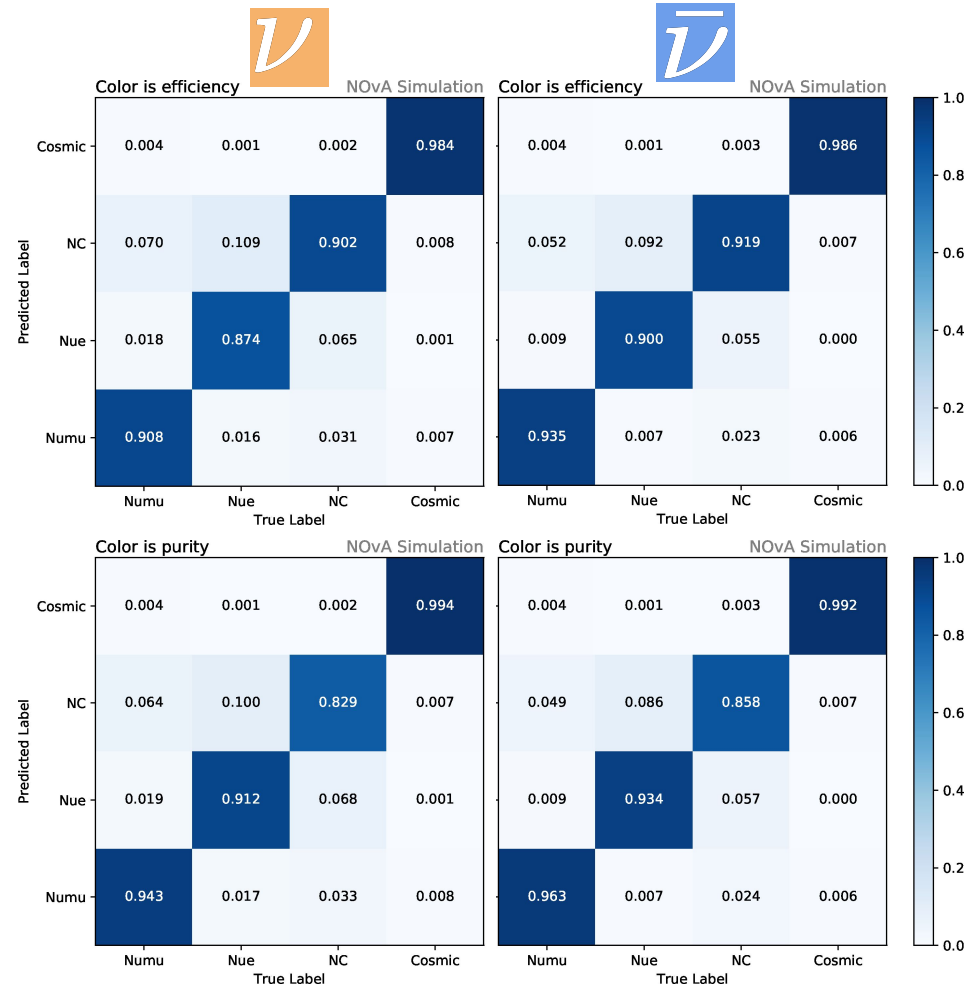 ν ν̄
Color is efficiency NOvA Simulation Color is efficiency NOvA Simulation
Predicted Label
Cosmic 0.004 0.001 0.002 0.984 0.004 0.001 0.003 0.986
NC 0.070 0.109 0.902 0.008 0.052 0.092 0.919 0.007
Nue 0.018 0.874 0.065 0.001 0.009 0.900 0.055 0.000
Numu 0.908 0.016 0.031 0.007 0.935 0.007 0.023 0.006
Numu Nue NC Cosmic Numu Nue NC Cosmic
True Label True Label
1.0
0.8
0.6
0.4
0.2
0.0
Color is purity NOvA Simulation Color is purity NOvA Simulation
Predicted Label
Cosmic 0.004 0.001 0.002 0.994 0.004 0.001 0.003 0.992
NC 0.064 0.100 0.829 0.007 0.049 0.086 0.858 0.007
Nue 0.019 0.912 0.068 0.001 0.009 0.934 0.057 0.000
Numu 0.943 0.017 0.033 0.008 0.963 0.007 0.024 0.006
Numu Nue NC Cosmic Numu Nue NC Cosmic
True Label True Label
1.0
0.8
0.6
0.4
0.2
0.0